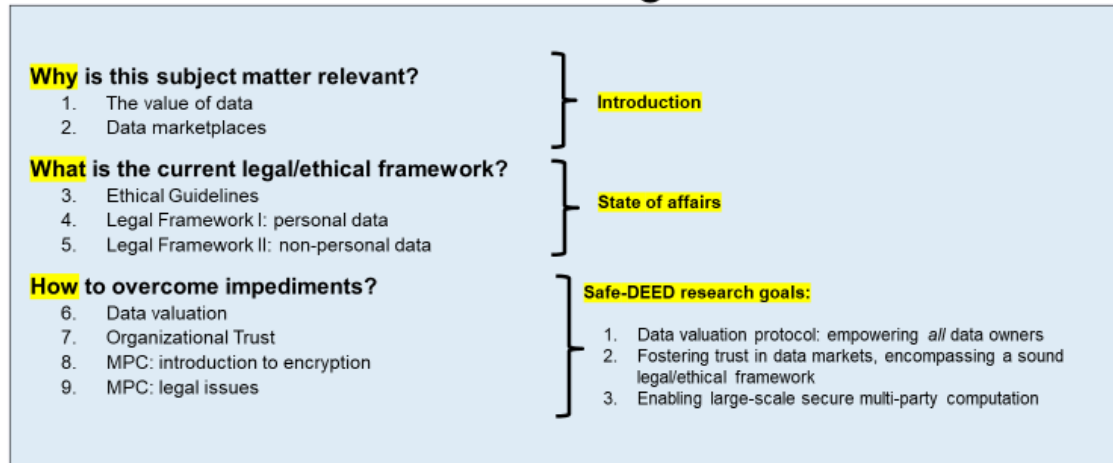 Why is this subject matter relevant?
1. The value of data
2. Data marketplaces
Introduction
What is the current legal/ethical framework?
3. Ethical Guidelines
4. Legal Framework I: personal data
5. Legal Framework II: non-personal data
State of affairs
How to overcome impediments?
6. Data valuation
7. Organizational Trust
8. MPC: introduction to encryption
9. MPC: legal issues
Safe-DEED research goals:
1. Data valuation protocol: empowering all data owners
2. Fostering trust in data markets, encompassing a sound
legal/ethical framework
3. Enabling large-scale secure multi-party computation